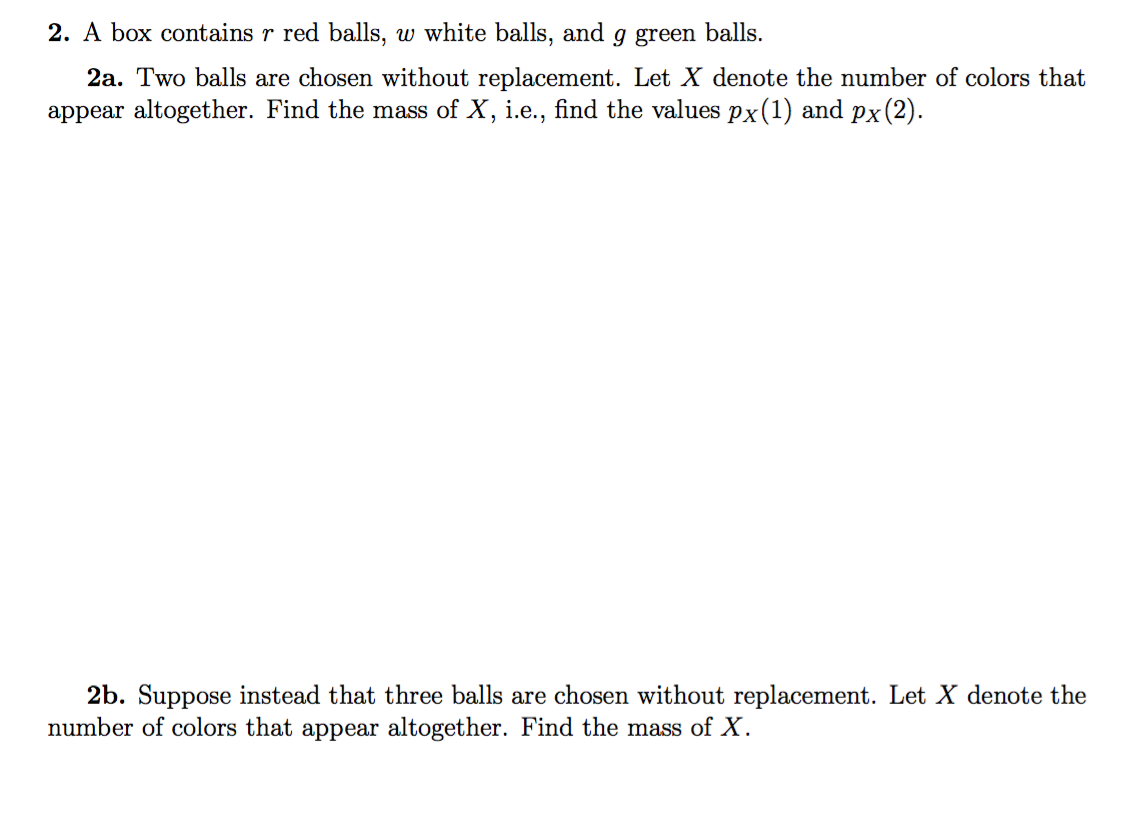 2. A box contains r red balls, w white balls, and g green balls.
2a. Two balls are chosen without replacement. Let X denote the number of colors that
appear altogether. Find the mass of X, i.e., find the values p_X(1) and p_X(2).
2b. Suppose instead that three balls are chosen without replacement. Let X denote the
number of colors that appear altogether. Find the mass of X.